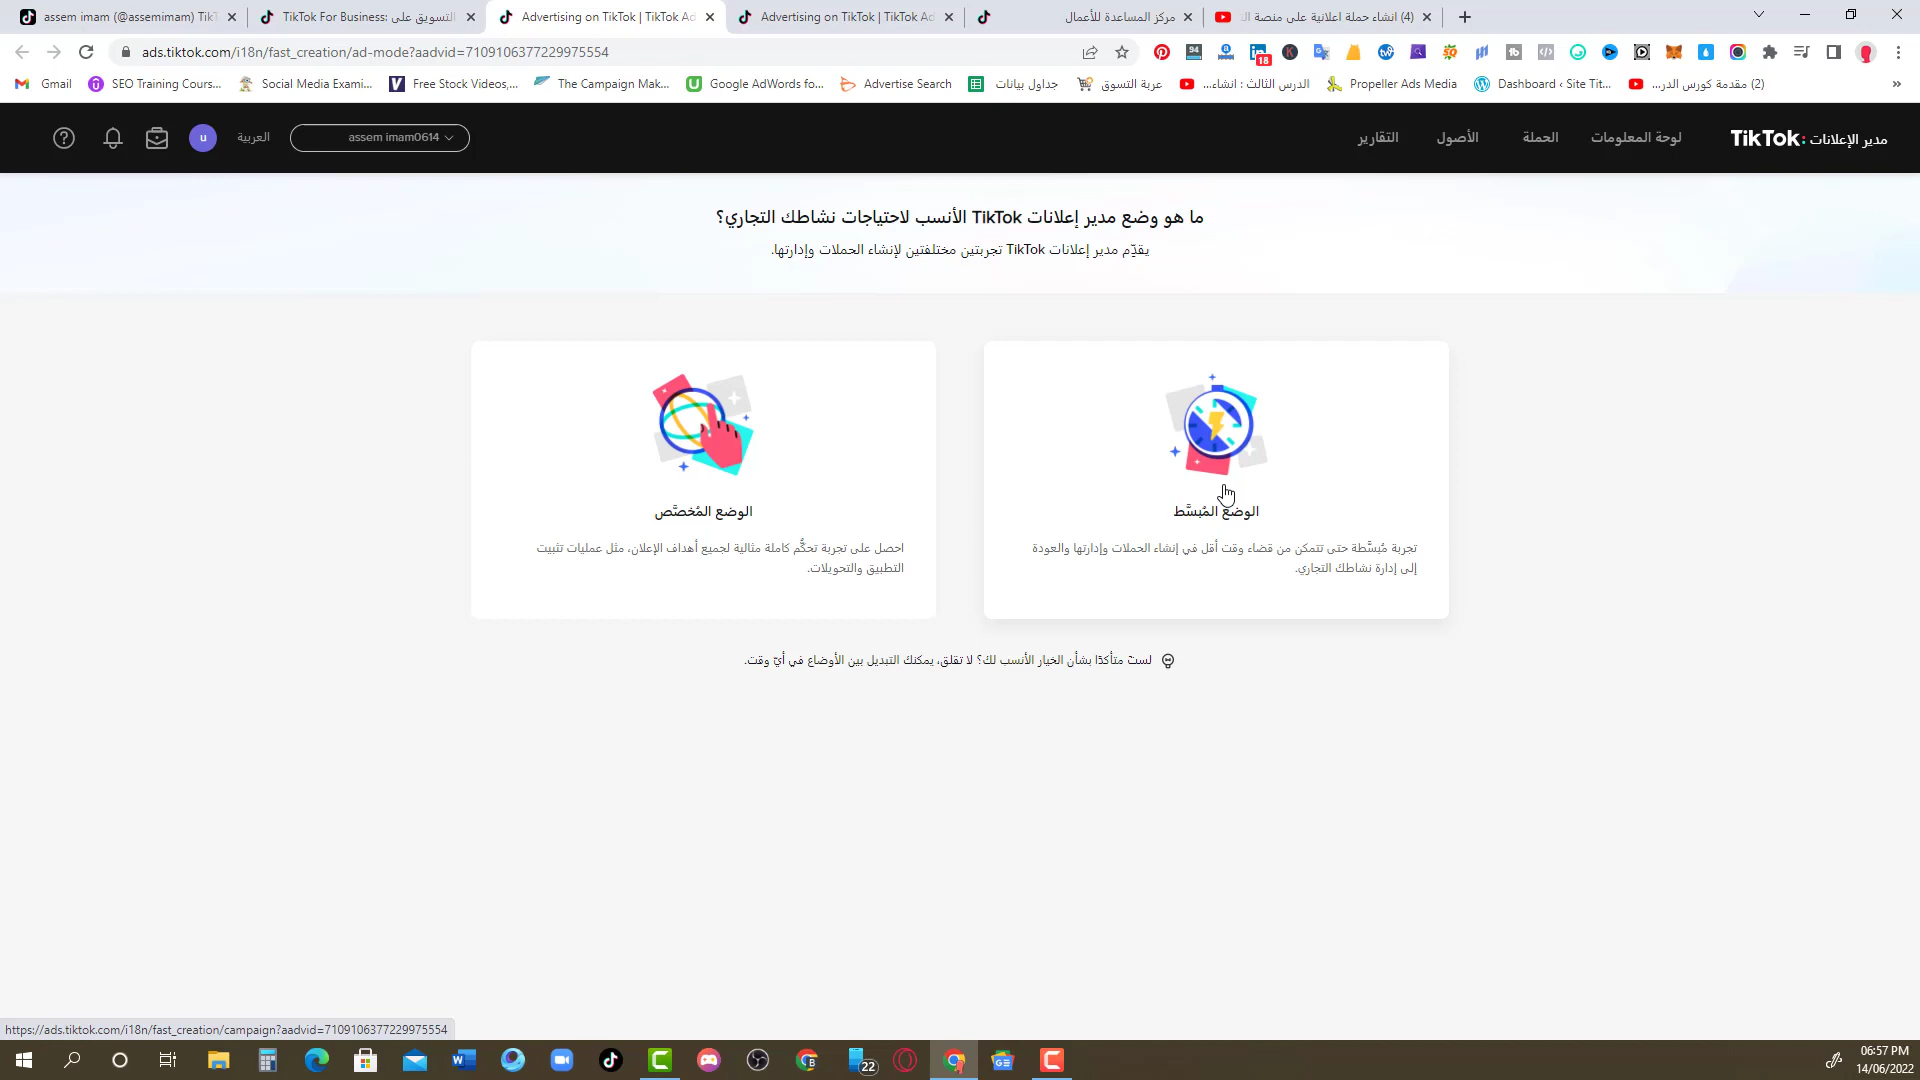 assem imam (@assemimam) TikT
TikTok For Business: التسويق على
Advertising on TikTok | TikTok Ad
Advertising on TikTok | TikTok Ad
مركز المساعدة للأعمال
(4) انشاء حملة اعلانية على منصة
ads.tiktok.com/i18n/fast_creation/ad-mode?aadvid=7109106377229975554
94
18
Gmail
SEO Training Cours...
Social Media Exami...
Free Stock Videos,...
The Campaign Mak...
Google AdWords fo...
Advertise Search
جداول بيانات
عربة التسوق
الدرس الثالث : انشاء...
Propeller Ads Media
Dashboard ‹ Site Tit...
(2) مقدمة كورس الدر...
»
TikTok: مدير الإعلانات
لوحة المعلومات
الحملة
الأصول
التقارير
assem imam0614
العربية
u
ما هو وضع مدير إعلانات TikTok الأنسب لاحتياجات نشاطك التجاري؟
يقدّم مدير إعلانات TikTok تجربتين مختلفتين لإنشاء الحملات وإدارتها.
الوضع المُبسَّط
تجربة مُبسَّطة حتى تتمكن من قضاء وقت أقل في إنشاء الحملات وإدارتها والعودة
إلى إدارة نشاطك التجاري.
الوضع المُخصَّص
احصل على تجربة تحكُّم كاملة مثالية لجميع أهداف الإعلان، مثل عمليات تثبيت
التطبيق والتحويلات.
لست متأكدًا بشأن الخيار الأنسب لك؟ لا تقلق، يمكنك التبديل بين الأوضاع في أيّ وقت.
https://ads.tiktok.com/i18n/fast_creation/campaign?aadvid=7109106377229975554
22
06:57 PM
14/06/2022